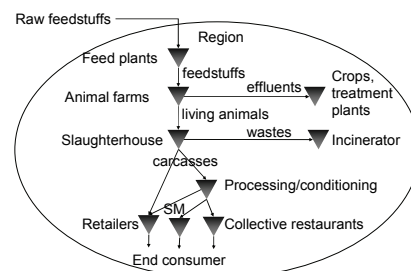 Raw feedstuffs
Region
Feed plants
feedstuffs
effluents
Crops,
treatment
plants
Animal farms
living animals
Slaughterhouse
wastes
Incinerator
carcasses
Processing/conditioning
SM
Retailers
Collective restaurants
End consumer